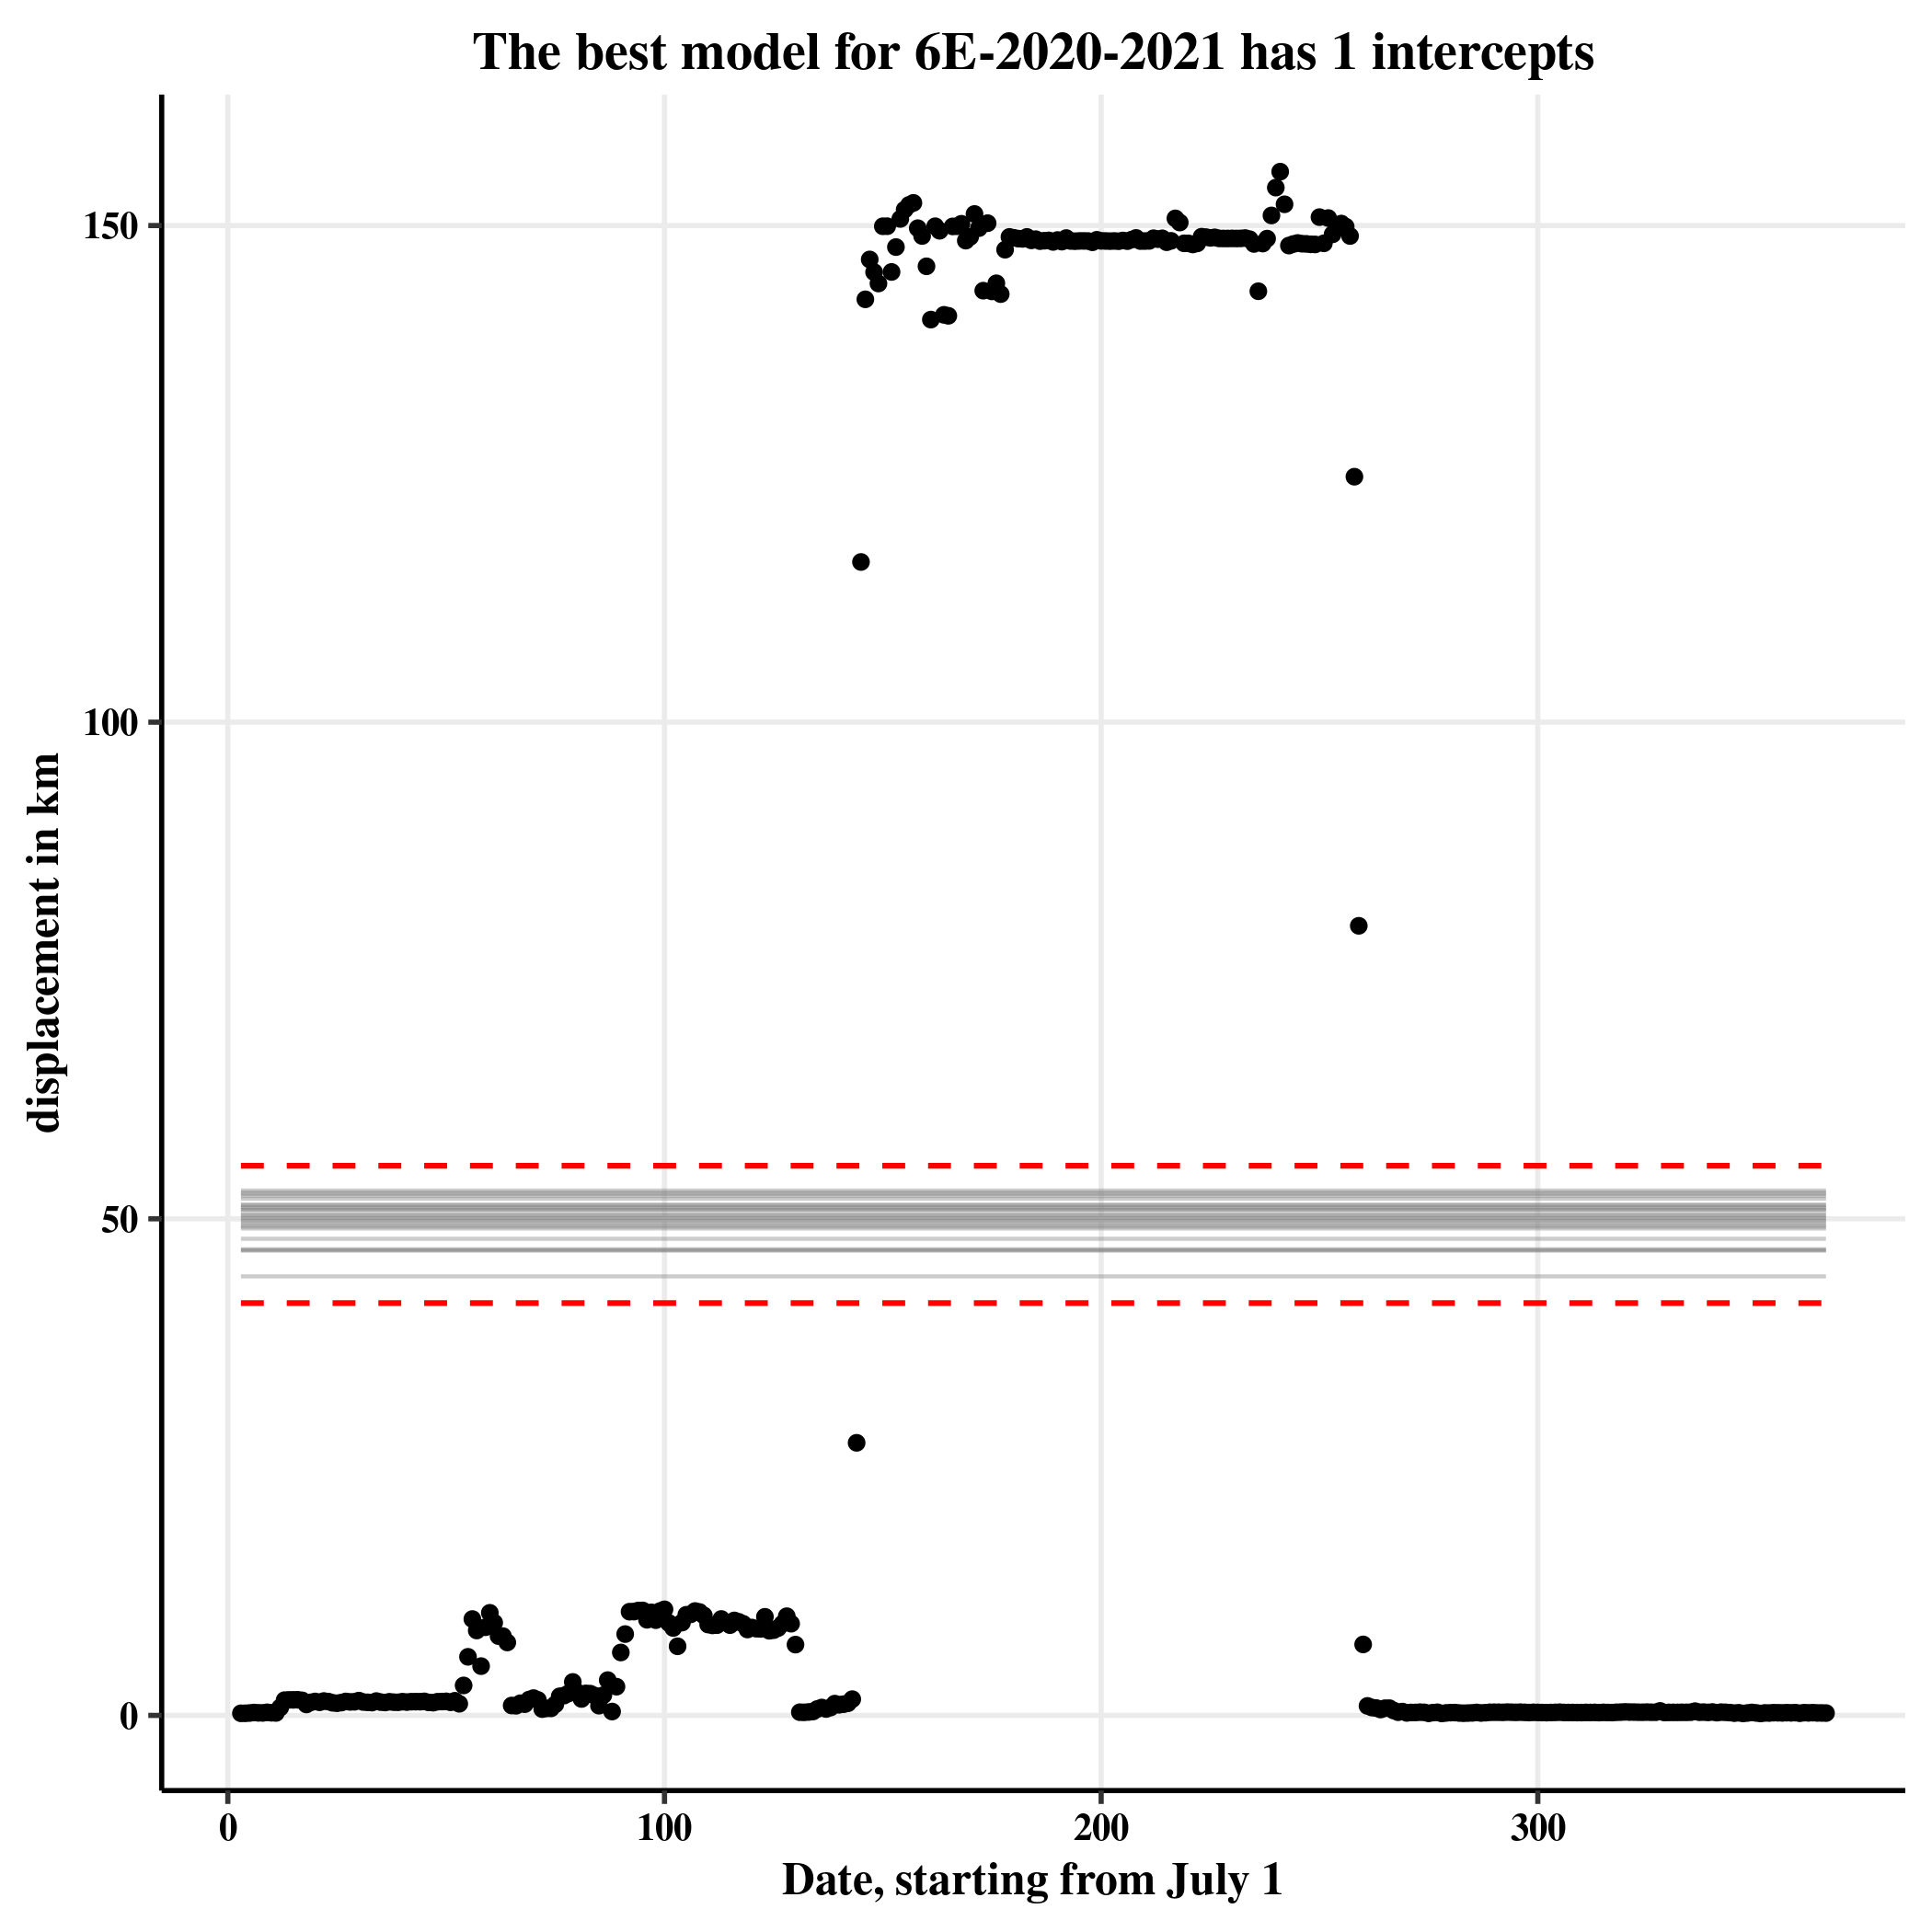 The best model for 6E-2020-2021 has 1 intercepts
150
100
50
0
displacement in km
0 100 200 300
Date, starting from July 1